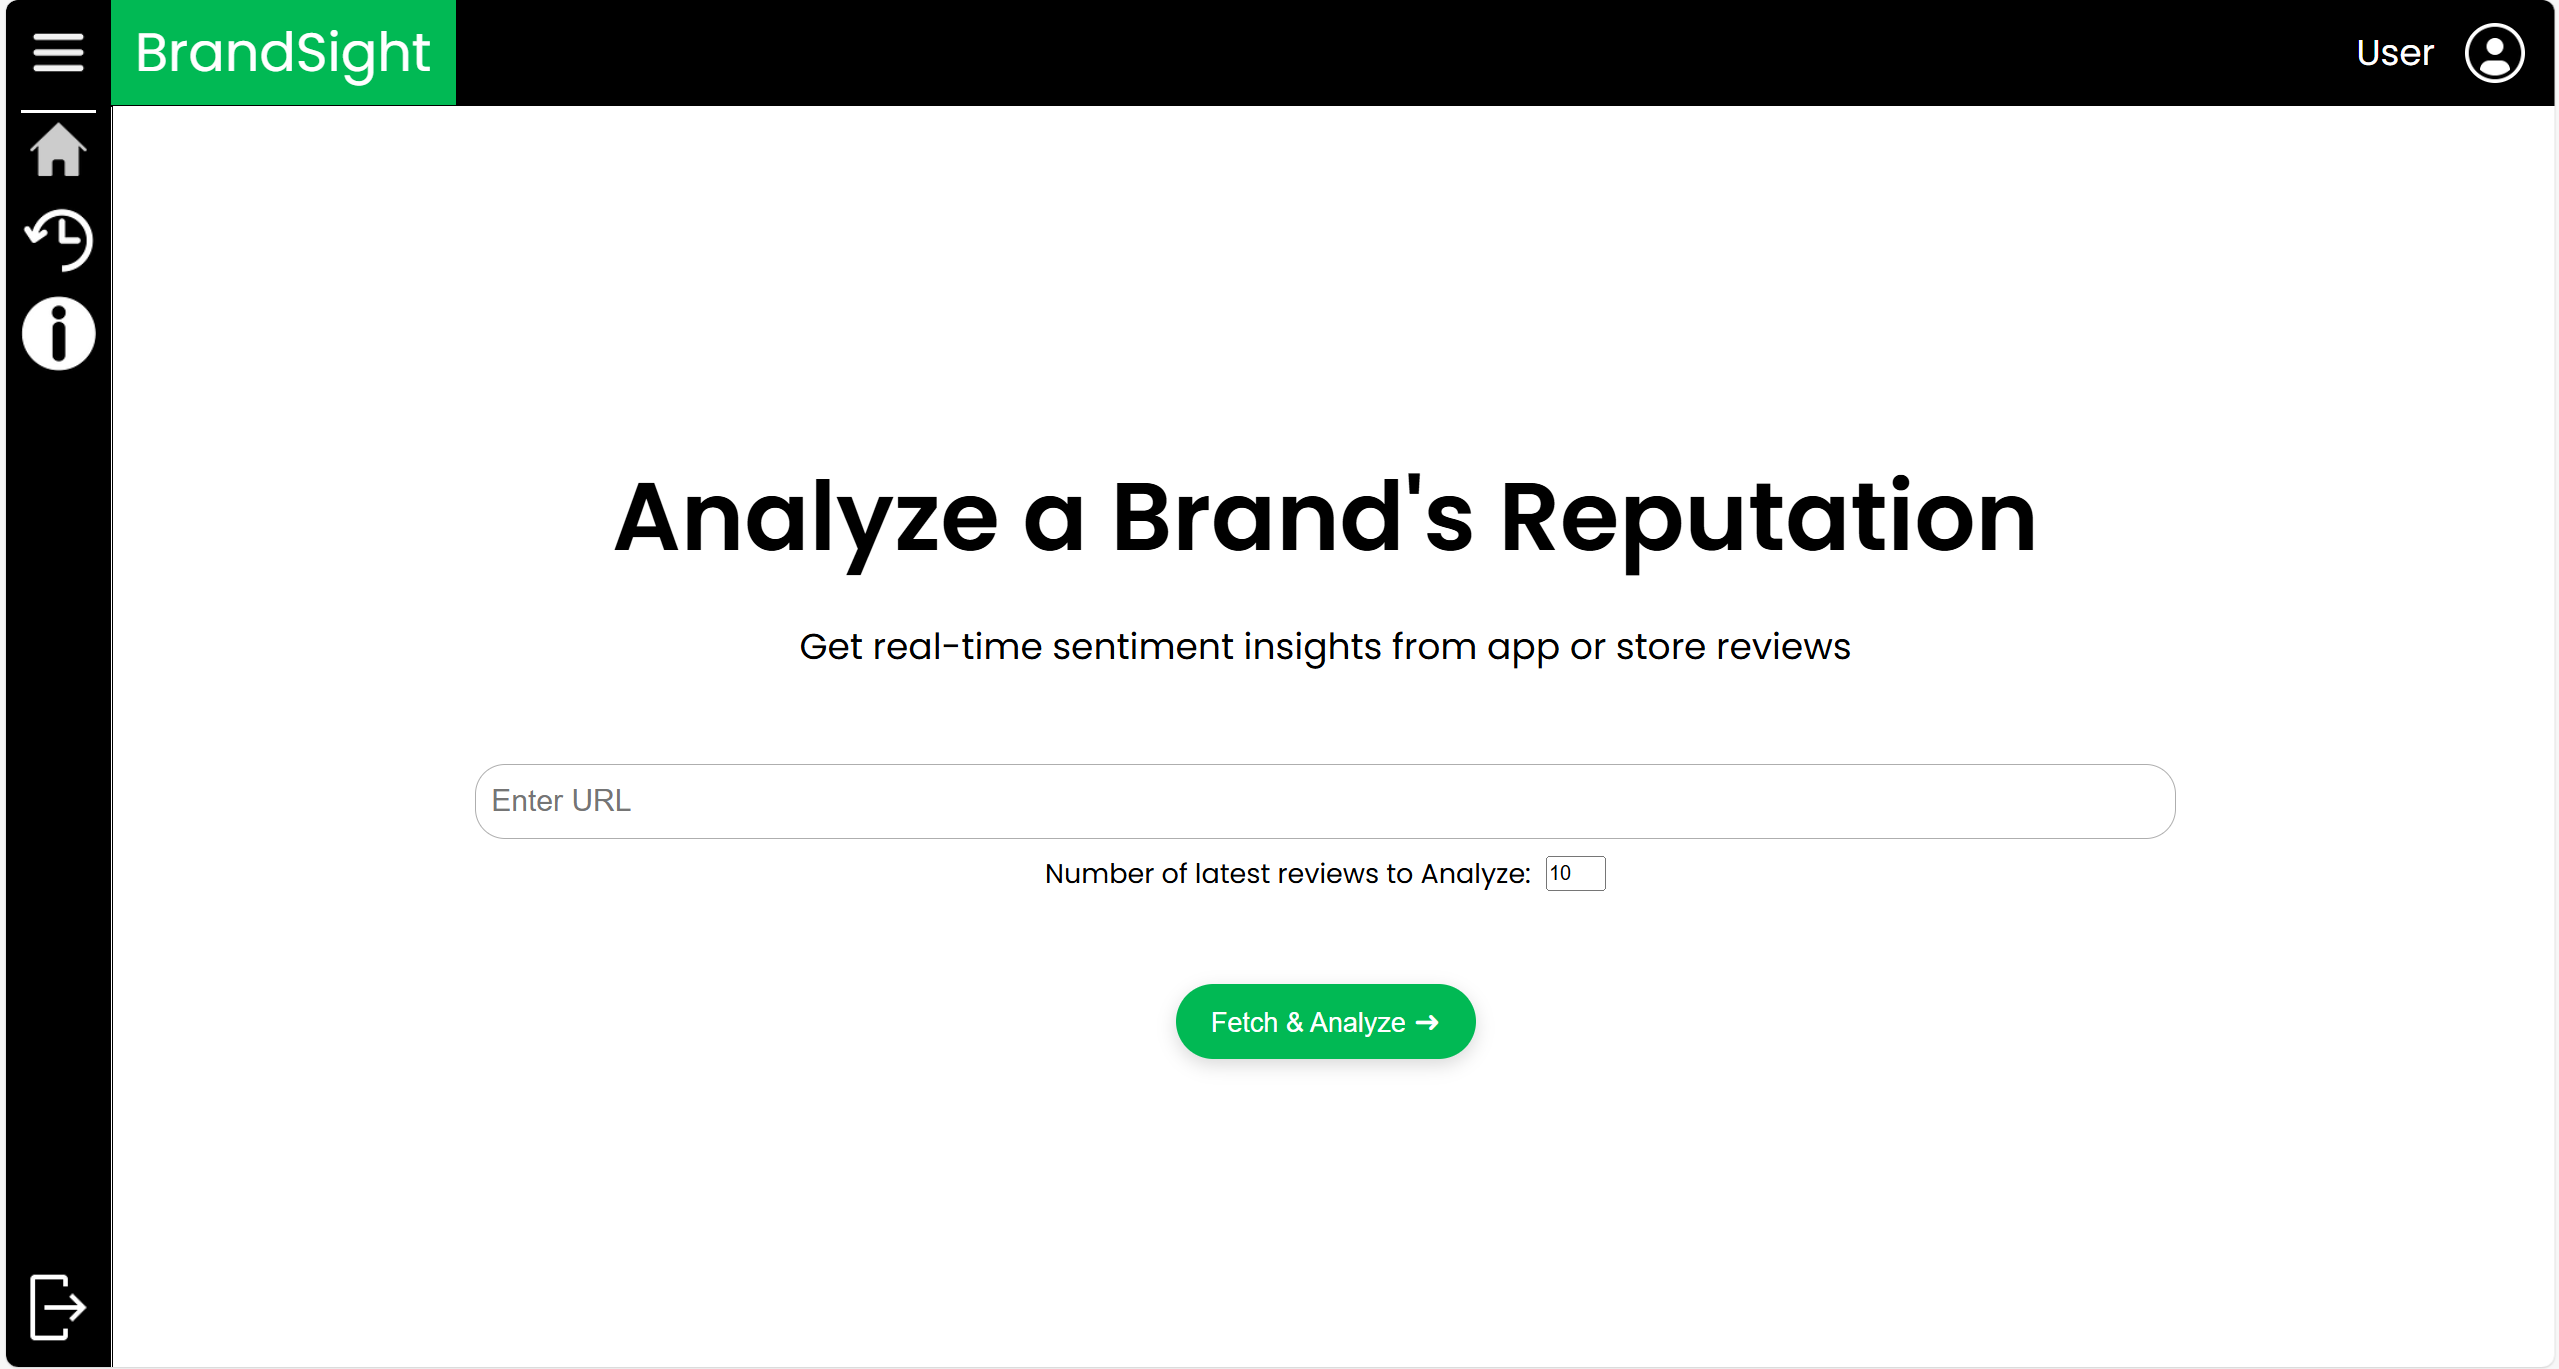 BrandSight
User
Analyze a Brand's Reputation
Get real-time sentiment insights from app or store reviews
Enter URL
Number of latest reviews to Analyze: 10
Fetch & Analyze ➜